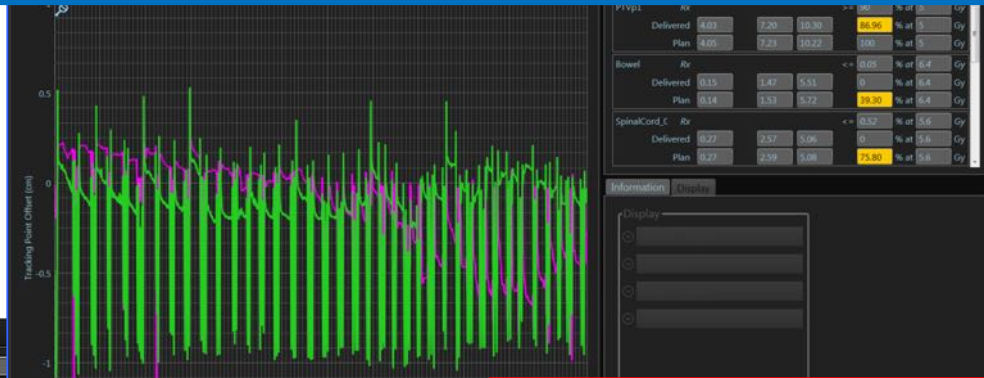 PTVp1 Rx >= 90 % at 5 Gy
Delivered 4.03 7.20 10.30 86.96 % at 5 Gy
Plan 4.05 7.23 10.22 100 % at 5 Gy
Bowel Rx <= 0.05 % at 6.4 Gy
Delivered 0.15 1.47 5.51 0 % at 6.4 Gy
Plan 0.14 1.53 5.72 39.30 % at 6.4 Gy
SpinalCord_C Rx <= 0.52 % at 5.6 Gy
Delivered 0.27 2.57 5.06 0 % at 5.6 Gy
Plan 0.27 2.59 5.08 75.80 % at 5.6 Gy
Information Display
Display
Tracking Point Offset (cm)
0.5
0
-0.5
-1